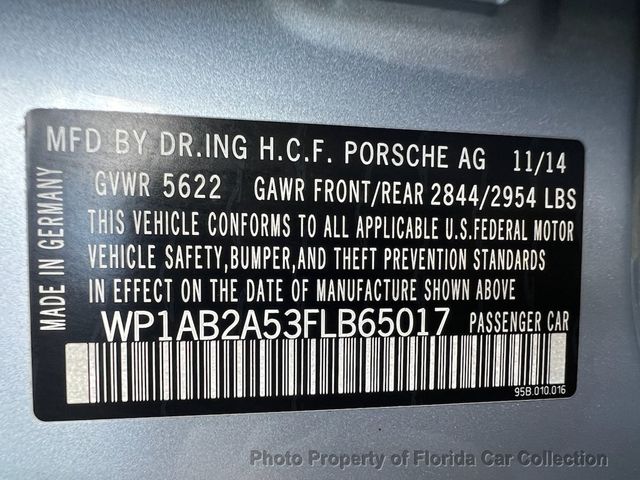 MFD BY DR.ING H.C.F. PORSCHE AG 11/14
GVWR 5622 GAWR FRONT/REAR 2844/2954 LBS
THIS VEHICLE CONFORMS TO ALL APPLICABLE U.S.FEDERAL MOTOR
VEHICLE SAFETY,BUMPER,AND THEFT PREVENTION STANDARDS
IN EFFECT ON THE DATE OF MANUFACTURE SHOWN ABOVE.
WP1AB2A53FLB65017 PASSENGER CAR
95B.010.016
MADE IN GERMANY
Photo Property of Florida Car Collection